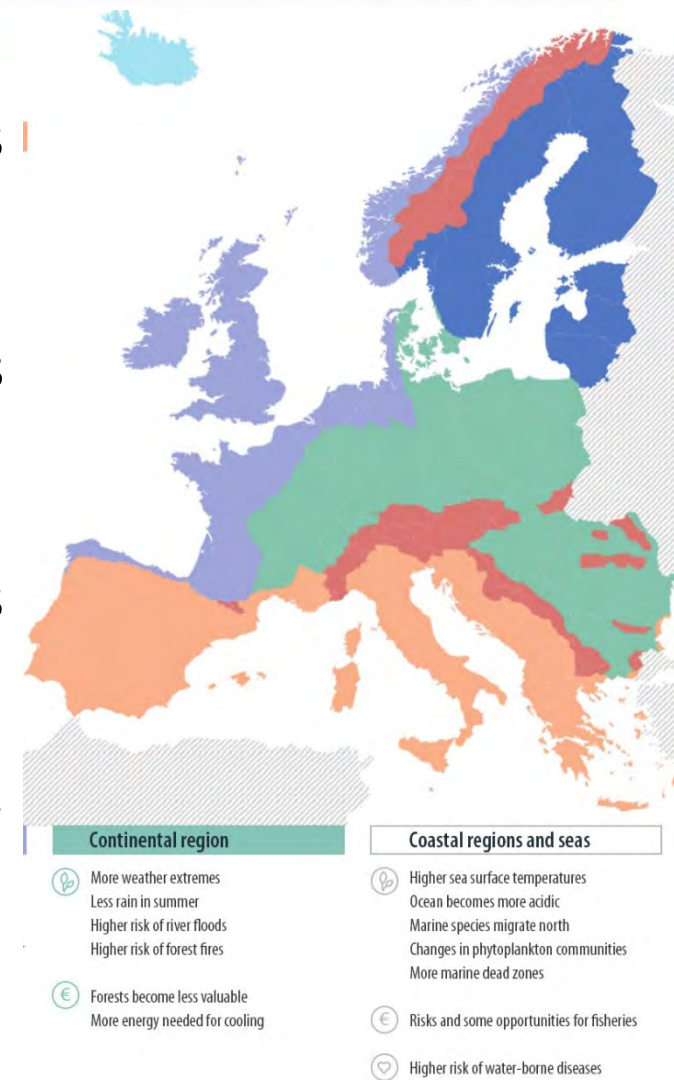 Continental region
More weather extremes
Less rain in summer
Higher risk of river floods
Higher risk of forest fires
€ Forests become less valuable
More energy needed for cooling
Coastal regions and seas
Higher sea surface temperatures
Ocean becomes more acidic
Marine species migrate north
Changes in phytoplankton communities
More marine dead zones
€ Risks and some opportunities for fisheries
Higher risk of water-borne diseases